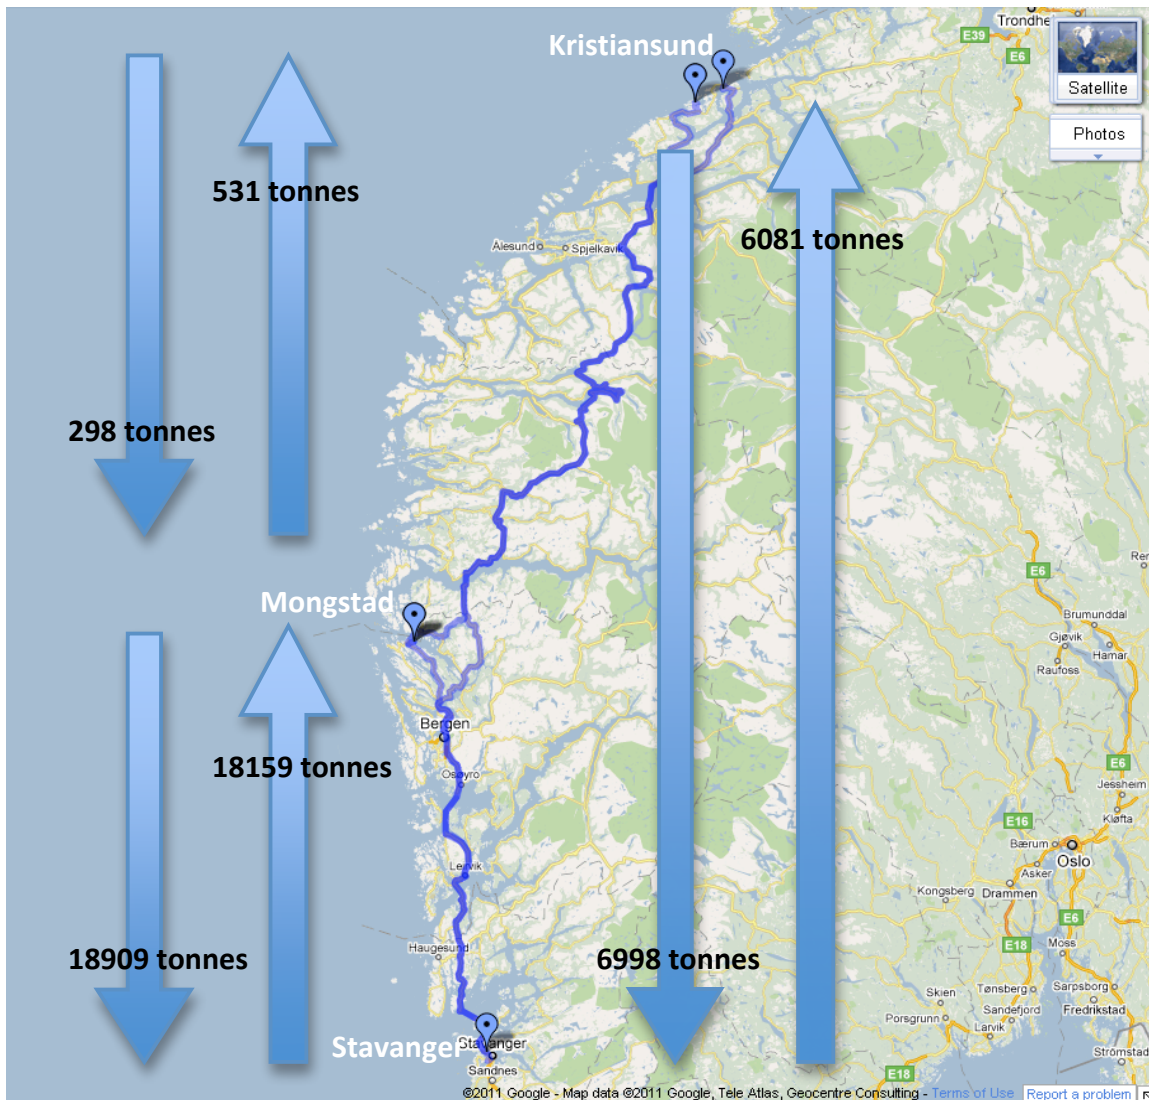 Trondhe
Kristiansund
E39
E6
Satellite
Photos
531 tonnes
6081 tonnes
Ålesund
Spjelkavik
298 tonnes
Ren
E6
Mongstad
Brumunddal
Gjøvik
Hamar
Raufoss
Bergen
18159 tonnes
E6
Osøyro
Jessheim
Kløfta
E16
Bærum
Oslo
Asker
Leirvik
Drammen
Kongsberg
E6
Haugesund
E18
Moss
18909 tonnes
6998 tonnes
Tønsberg
Sarpsborg
Skien
Sandefjord
Fredrikstad
Porsgrunn
Larvik
Stavanger
Stavanger
Strömstad
Sandnes
E18
©2011 Google - Map data ©2011 Google, Tele Atlas, Geocentre Consulting - Terms of Use
Report a problem